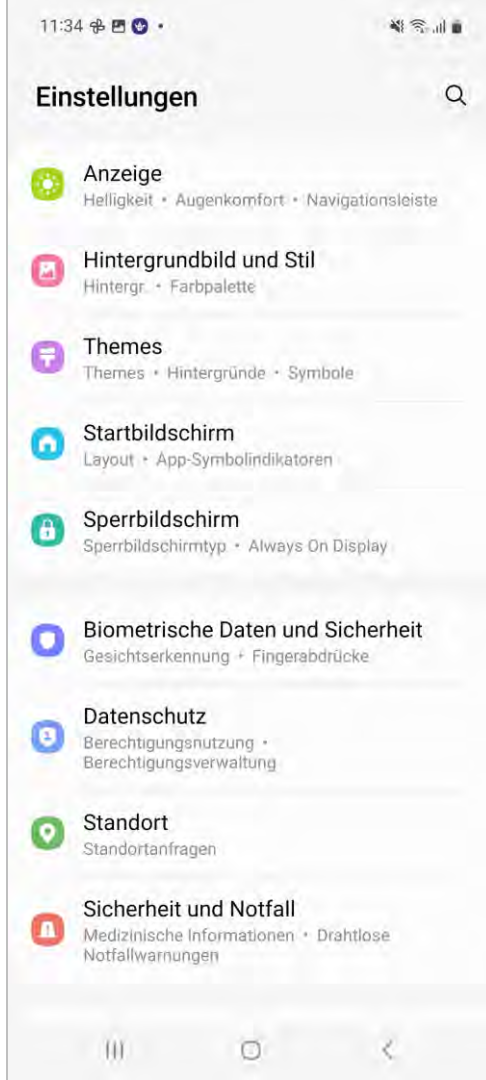 11:34
Einstellungen
Anzeige
Helligkeit • Augenkomfort • Navigationsleiste
Hintergrundbild und Stil
Hintergr. • Farbpalette
Themes
Themes • Hintergründe • Symbole
Startbildschirm
Layout • App-Symbolindikatoren
Sperrbildschirm
Sperrbildschirmtyp • Always On Display
Biometrische Daten und Sicherheit
Gesichtserkennung • Fingerabdrücke
Datenschutz
Berechtigungsnutzung •
Berechtigungsverwaltung
Standort
Standortanfragen
Sicherheit und Notfall
Medizinische Informationen • Drahtlose
Notfallwarnungen